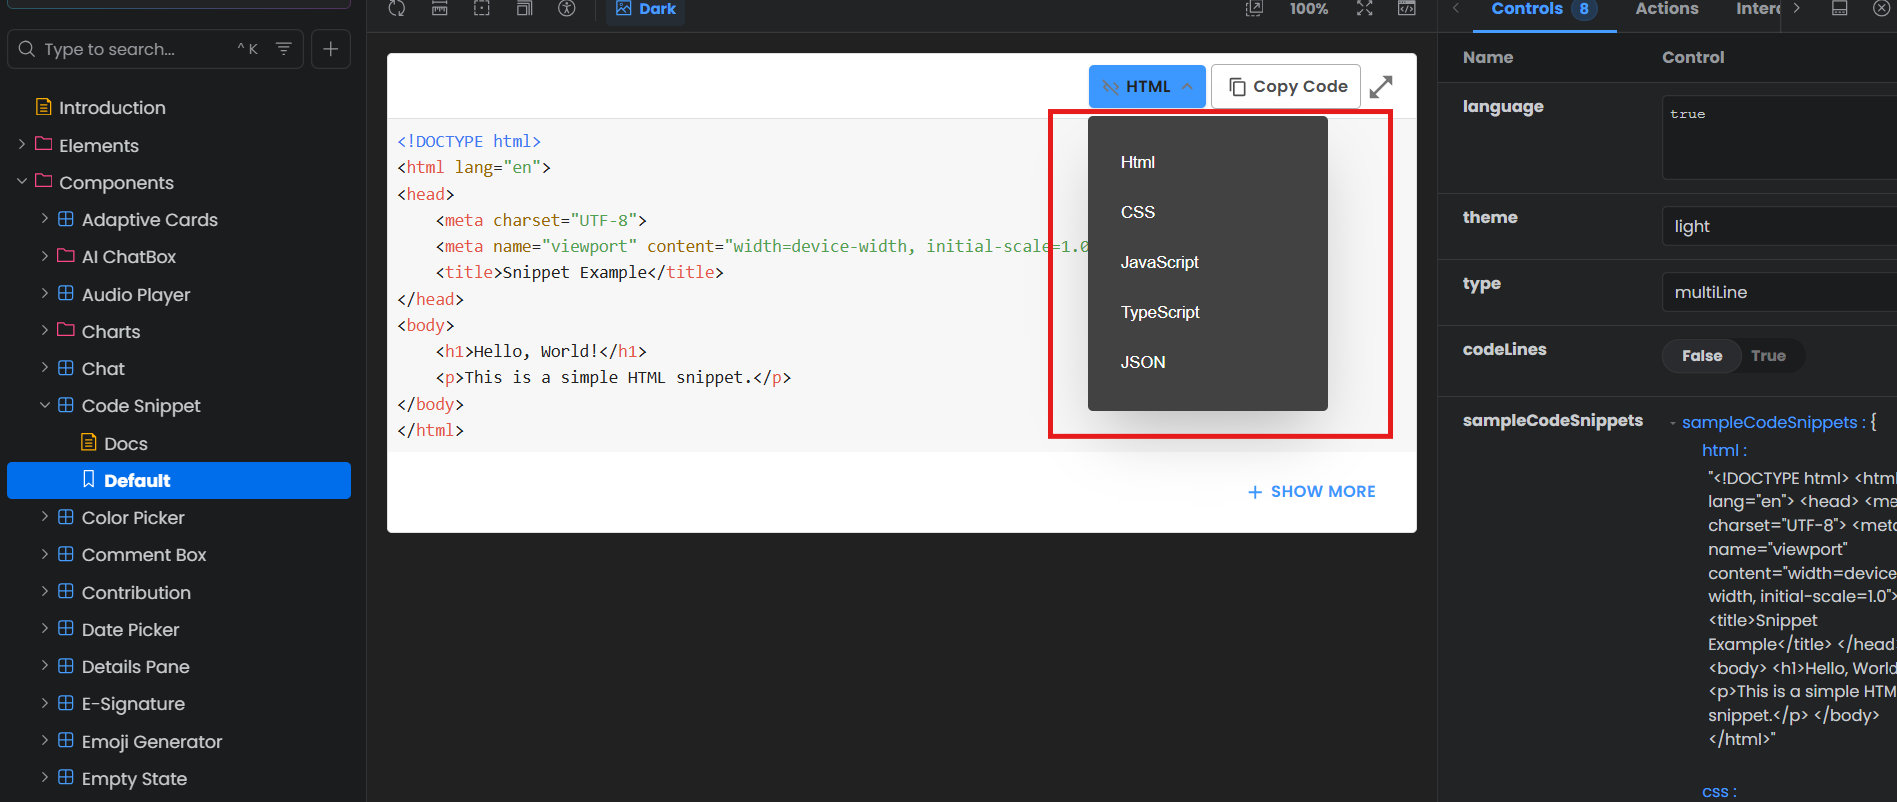 Type to search...
^ K
Introduction
Elements
Components
Adaptive Cards
AI ChatBox
Audio Player
Charts
Chat
Code Snippet
Docs
Default
Color Picker
Comment Box
Contribution
Date Picker
Details Pane
E-Signature
Emoji Generator
Empty State
Dark
100%
HTML
Copy Code
<!DOCTYPE html>
<html lang="en">
<head>
    <meta charset="UTF-8">
    <meta name="viewport" content="width=device-width, initial-scale=1.0
    <title>Snippet Example</title>
</head>
<body>
    <h1>Hello, World!</h1>
    <p>This is a simple HTML snippet.</p>
</body>
</html>
Html
CSS
JavaScript
TypeScript
JSON
SHOW MORE
Controls 8 Actions Interc
Name Control
language
true
theme
light
type
multiLine
codeLines
False True
sampleCodeSnippets
- sampleCodeSnippets : {
html :
"<!DOCTYPE html> <html
lang="en"> <head> <me
charset="UTF-8"> <meta
name="viewport"
content="width=device
width, initial-scale=1.0">
<title>Snippet
Example</title> </head>
<body> <h1>Hello, World
<p>This is a simple HTM
snippet.</p> </body>
</html>"
css :